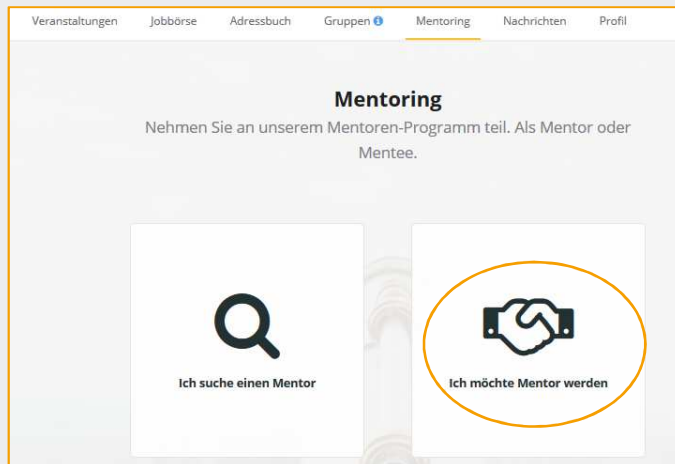 Veranstaltungen Jobbörse Adressbuch Gruppen Mentoring Nachrichten Profil
Mentoring
Nehmen Sie an unserem Mentoren-Programm teil. Als Mentor oder
Mentee.
Ich suche einen Mentor Ich möchte Mentor werden